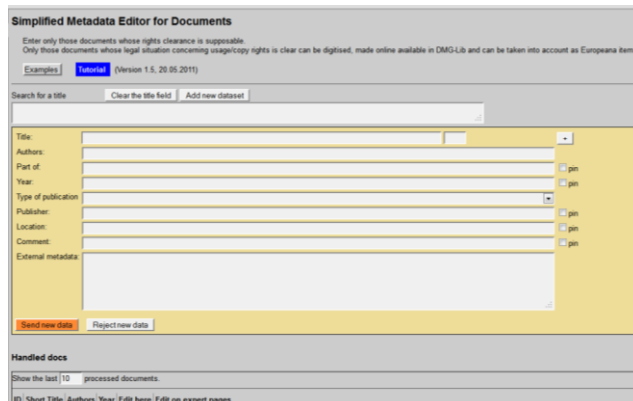 Simplified Metadata Editor for Documents
Enter only those documents whose rights clearance is supposable.
Only those documents whose legal situation concerning usage/copy rights is clear can be digitised, made online available in DMG-Lib and can be taken into account as Europeana item
Examples Tutorial (Version 1.5, 20.05.2011)
Search for a title Clear the title field Add new dataset
Title: -
Authors:
Part of: pin
Year: pin
Type of publication
Publisher: pin
Location: pin
Comment: pin
External metadata:
Send new data Reject new data
Handled docs
Show the last 10 processed documents.
ID Short Title Authors Year Edit here Edit on expert pages